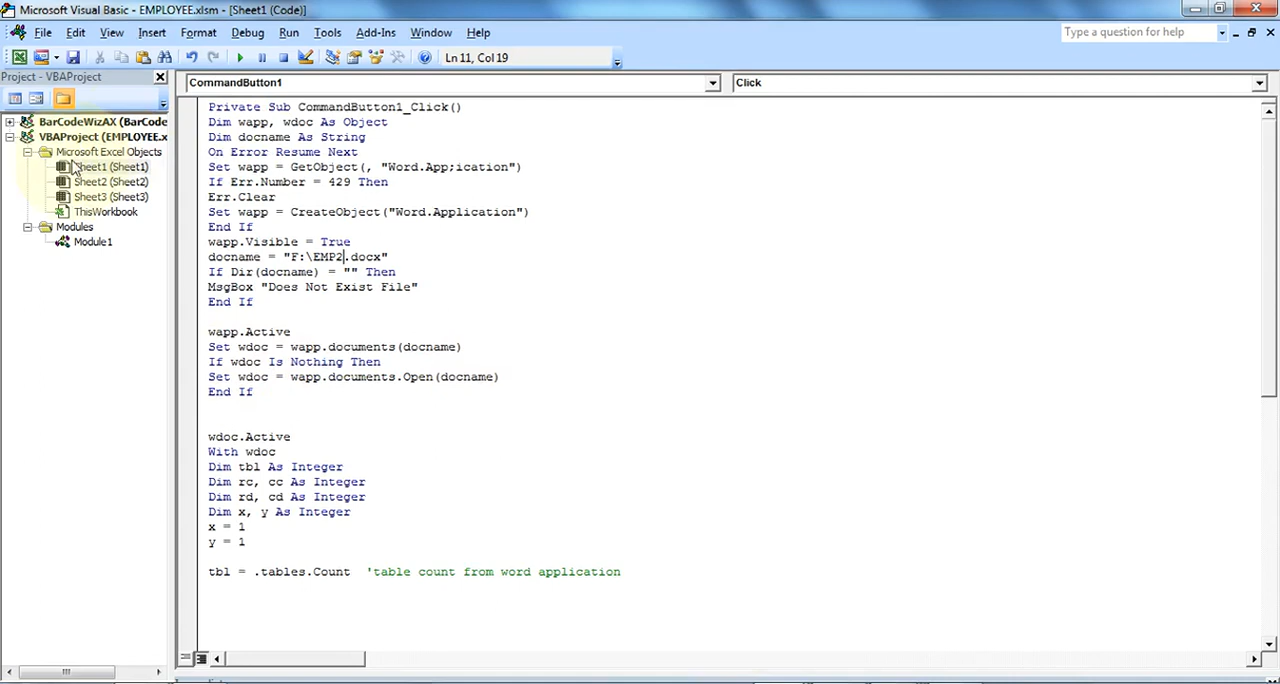 Microsoft Visual Basic - EMPLOYEE.xlsm - [Sheet1 (Code)]
File Edit View Insert Format Debug Run Tools Add-Ins Window Help
Type a question for help
Ln 11, Col 19
Project - VBAProject
CommandButton1
Click
BarCodeWizAX (BarCode
VBAProject (EMPLOYEE.x
Microsoft Excel Objects
Sheet1 (Sheet1)
Sheet2 (Sheet2)
Sheet3 (Sheet3)
ThisWorkbook
Modules
Module1
Private Sub CommandButton1_Click()
Dim wapp, wdoc As Object
Dim docname As String
On Error Resume Next
Set wapp = GetObject(, "Word.App;ication")
If Err.Number = 429 Then
Err.Clear
Set wapp = CreateObject("Word.Application")
End If
wapp.Visible = True
docname = "F:\EMP2.docx"
If Dir(docname) = "" Then
MsgBox "Does Not Exist File"
End If
wapp.Active
Set wdoc = wapp.documents(docname)
If wdoc Is Nothing Then
Set wdoc = wapp.documents.Open(docname)
End If
wdoc.Active
With wdoc
Dim tbl As Integer
Dim rc, cc As Integer
Dim rd, cd As Integer
Dim x, y As Integer
x = 1
y = 1
tbl = .tables.Count 'table count from word application